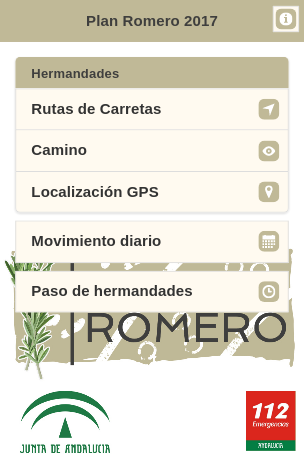 Plan Romero 2017
Hermandades
Rutas de Carretas
Camino
Localización GPS
Movimiento diario
Paso de hermandades
ROMERO
JUNTA DE ANDALUCIA
112
Emergencias
ANDALUCÍA